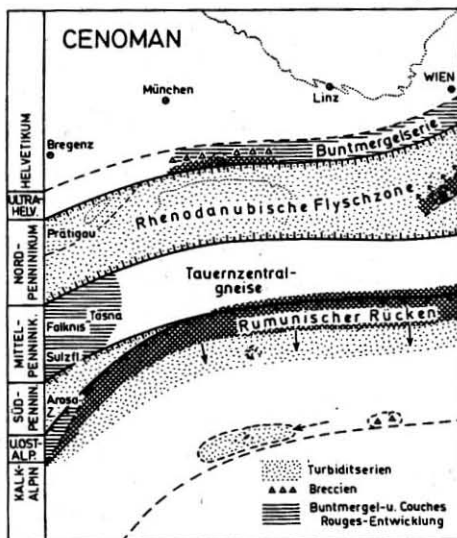 CENOMAN
WIEN
München
Linz
Bregenz
Buntmergelserie
Rhenodanubische Flyschzone
Prätigau
Tauernzentral-
gneise
Tasna
Falknis
Rumunischer Rücken
Sulzfl.
Arosa
Z.
HELVETIKUM
ULTRA-
HELV.
NORD-
PENNINIKUM
MITTEL-
PENNINIK.
SÜD-
PENNIN.
U.OST-
ALP.
KALK-
ALPIN
Turbiditserien
Breccien
Buntmergel-u. Couches
Rouges-Entwicklung